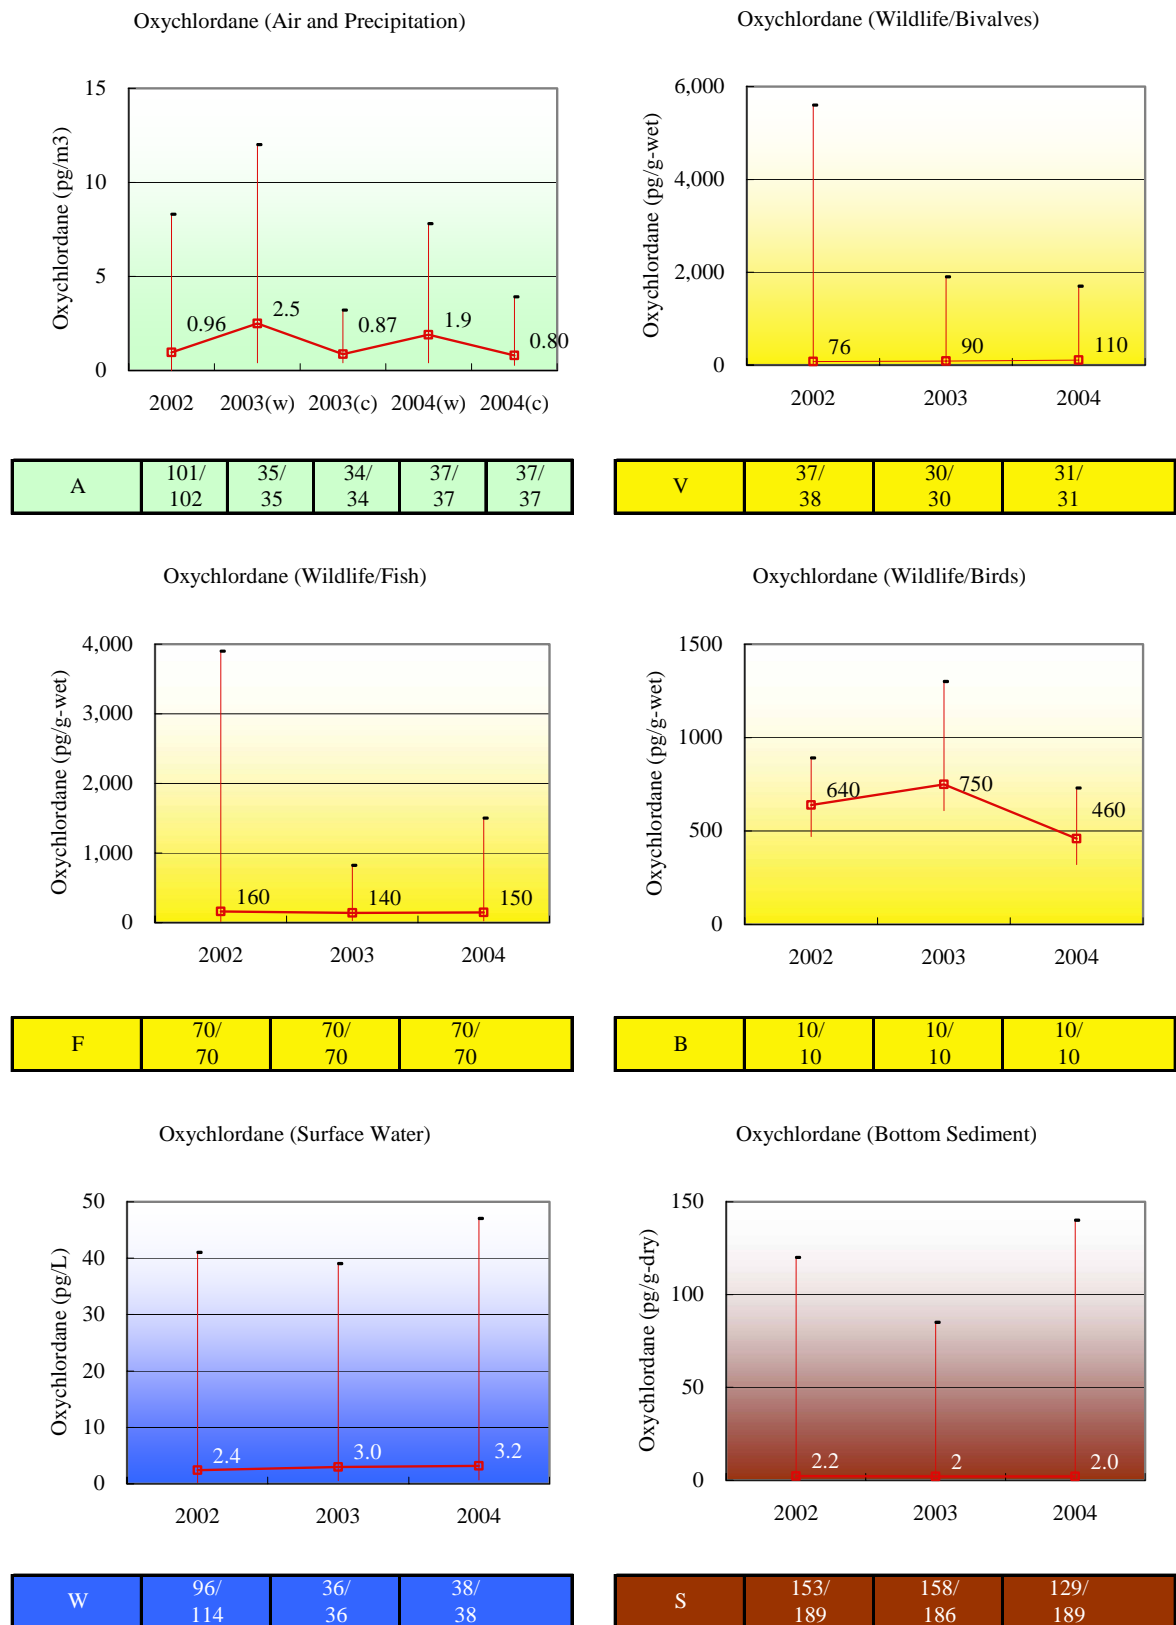 Oxychlordane (Air and Precipitation)
Oxychlordane (pg/m3)
15
10
5
0
0.96
2.5
0.87
1.9
0.80
2002 2003(w) 2003(c) 2004(w) 2004(c)
A 101/ 35/ 34/ 37/ 37/
102 35 34 37 37
Oxychlordane (Wildlife/Bivalves)
Oxychlordane (pg/g-wet)
6,000
4,000
2,000
0
76
90
110
2002 2003 2004
V 37/ 30/ 31/
38 30 31
Oxychlordane (Wildlife/Fish)
Oxychlordane (pg/g-wet)
4,000
3,000
2,000
1,000
0
160
140
150
2002 2003 2004
F 70/ 70/ 70/
70 70 70
Oxychlordane (Wildlife/Birds)
Oxychlordane (pg/g-wet)
1500
1000
500
0
640
750
460
2002 2003 2004
B 10/ 10/ 10/
10 10 10
Oxychlordane (Surface Water)
Oxychlordane (pg/L)
50
40
30
20
10
0
2.4
3.0
3.2
2002 2003 2004
W 96/ 36/ 38/
114 36 38
Oxychlordane (Bottom Sediment)
Oxychlordane (pg/g-dry)
150
100
50
0
2.2
2
2.0
2002 2003 2004
S 153/ 158/ 129/
189 186 189